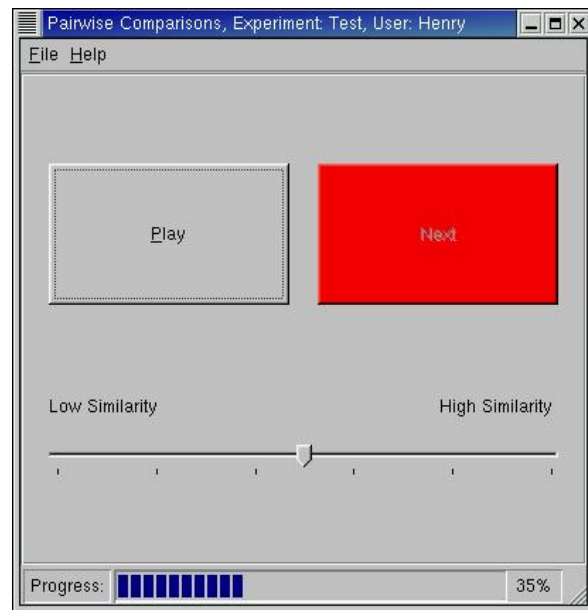 Pairwise Comparisons, Experiment: Test, User: Henry
File Help
Play Next
Low Similarity High Similarity
Progress: 35%